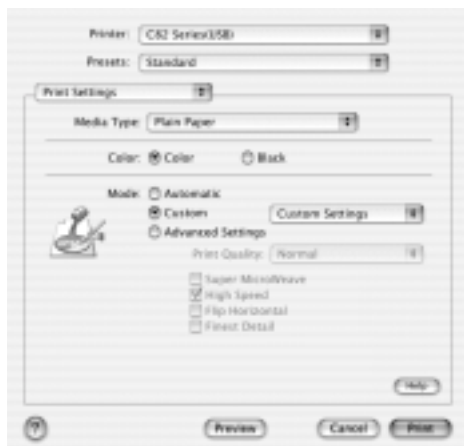 Printer: C82 Series(USB)
Presets: Standard
Print Settings
Media Type: Plain Paper
Color: Color Black
Mode: Automatic
Custom Custom Settings
Advanced Settings
Print Quality: Normal
Super MicroWeave
High Speed
Flip Horizontal
Finest Detail
Help
? Preview Cancel Print